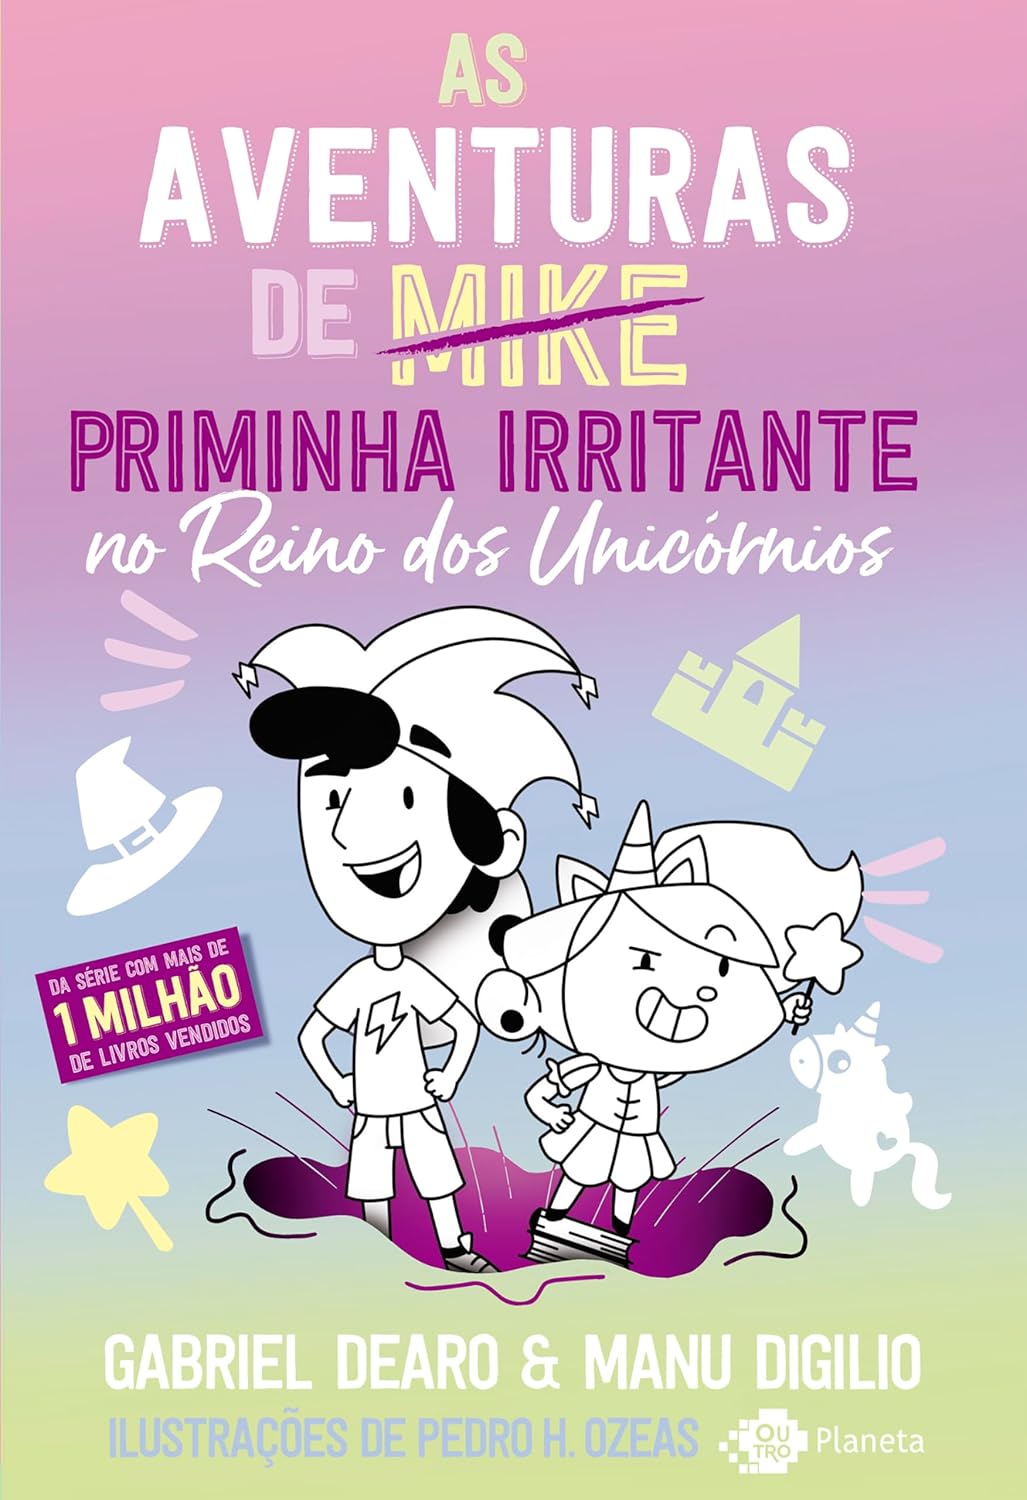 AS
AVENTURAS
DE MIKE
PRIMINHA IRRITANTE
no Reino dos Unicórnios
DA SÉRIE COM MAIS DE
1 MILHÃO
DE LIVROS VENDIDOS
GABRIEL DEARO & MANU DIGILIO
ILUSTRAÇÕES DE PEDRO H. OZEAS
OU
TRO
Planeta